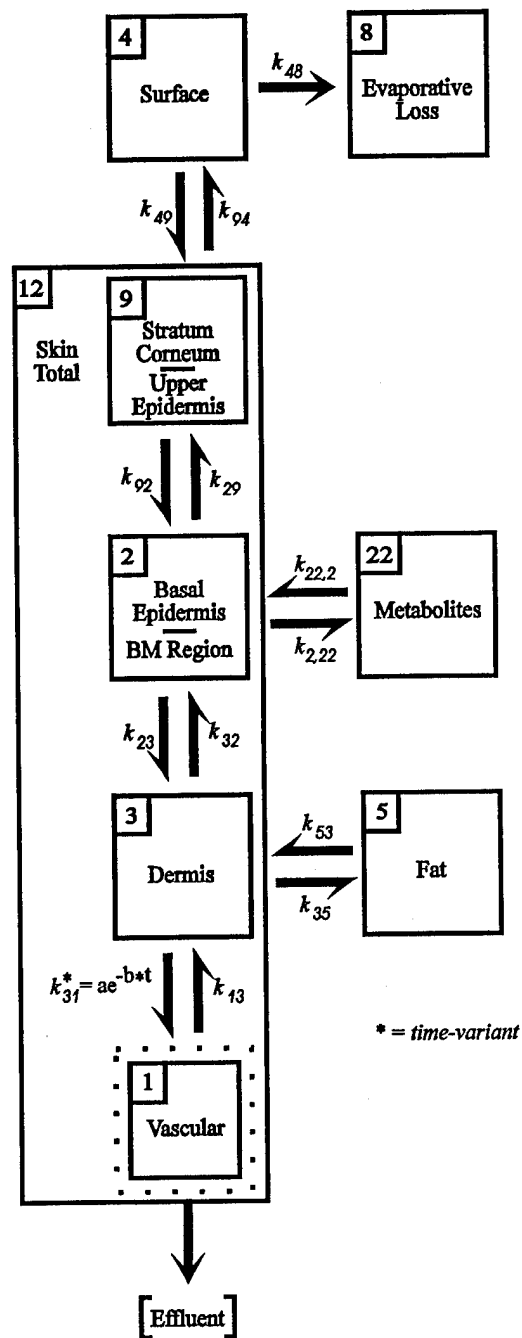 4
8
Surface
k48
Evaporative
Loss
k49
k94
12
9
Skin
Total
Stratum
Corneum
Upper
Epidermis
k92
k29
2
22
Basal
Epidermis
BM Region
k22,2
Metabolites
k2,22
k23
k32
3
5
Dermis
k53
Fat
k35
k*31 = ae-b*t
k13
* = time-variant
1
Vascular
[Effluent]